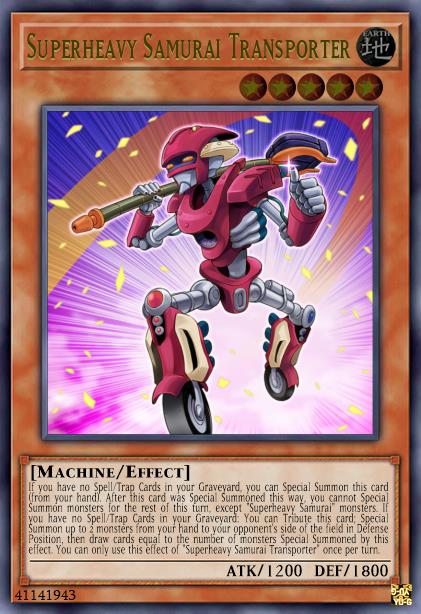 SUPERHEAVY SAMURAI TRANSPORTER
EARTH
地
[MACHINE/EFFECT]
If you have no Spell/Trap Cards in your Graveyard, you can Special Summon this card
(from your hand). After this card was Special Summoned this way, you cannot Special
Summon monsters for the rest of this turn, except "Superheavy Samurai" monsters. If
you have no Spell/Trap Cards in your Graveyard: You can Tribute this card; Special
Summon up to 2 monsters from your hand to your opponent's side of the field in Defense
Position, then draw cards equal to the number of monsters Special Summoned by this
effect. You can only use this effect of "Superheavy Samurai Transporter" once per turn.
ATK/1200 DEF/1800
41141943